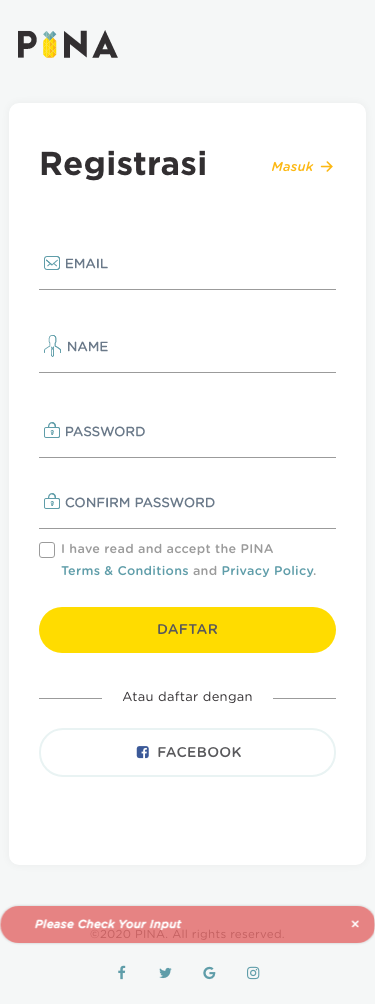 PINA
Registrasi
Masuk →
EMAIL
NAME
PASSWORD
CONFIRM PASSWORD
I have read and accept the PINA
Terms & Conditions and Privacy Policy.
DAFTAR
Atau daftar dengan
FACEBOOK
Please Check Your Input ×
©2020 PINA. All rights reserved.